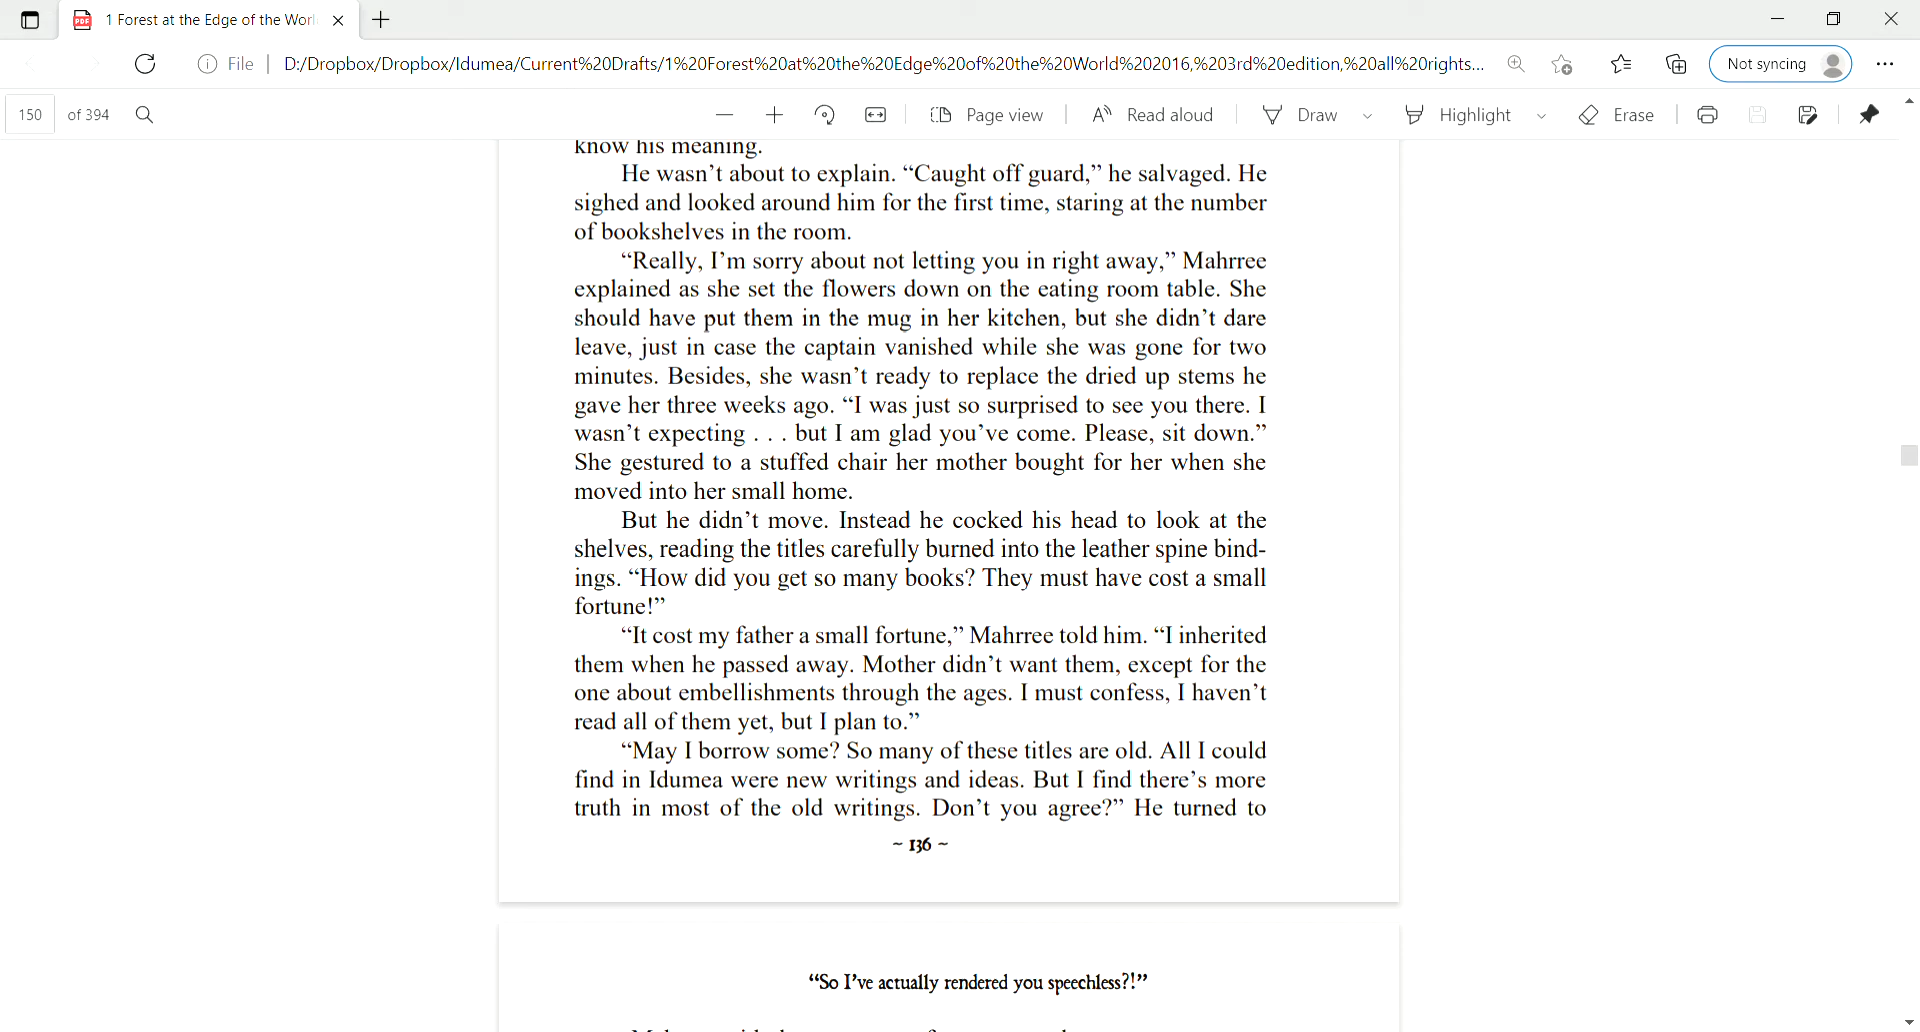 1 Forest at the Edge of the Worl
File
D:/Dropbox/Dropbox/Idumea/Current%20Drafts/1%20Forest%20at%20the%20Edge%20of%20the%20World%202016,%203rd%20edition,%20all%20rights...
Not syncing
150 of 394
Page view
Read aloud
Draw
Highlight
Erase
know his meaning.
He wasn’t about to explain. “Caught off guard,” he salvaged. He
sighed and looked around him for the first time, staring at the number
of bookshelves in the room.
“Really, I’m sorry about not letting you in right away,” Mahrree
explained as she set the flowers down on the eating room table. She
should have put them in the mug in her kitchen, but she didn’t dare
leave, just in case the captain vanished while she was gone for two
minutes. Besides, she wasn’t ready to replace the dried up stems he
gave her three weeks ago. “I was just so surprised to see you there. I
wasn’t expecting . . . but I am glad you’ve come. Please, sit down.”
She gestured to a stuffed chair her mother bought for her when she
moved into her small home.
But he didn’t move. Instead he cocked his head to look at the
shelves, reading the titles carefully burned into the leather spine bind-
ings. “How did you get so many books? They must have cost a small
fortune!”
“It cost my father a small fortune,” Mahrree told him. “I inherited
them when he passed away. Mother didn’t want them, except for the
one about embellishments through the ages. I must confess, I haven’t
read all of them yet, but I plan to.”
“May I borrow some? So many of these titles are old. All I could
find in Idumea were new writings and ideas. But I find there’s more
truth in most of the old writings. Don’t you agree?” He turned to
~ 136 ~
“So I’ve actually rendered you speechless?!”